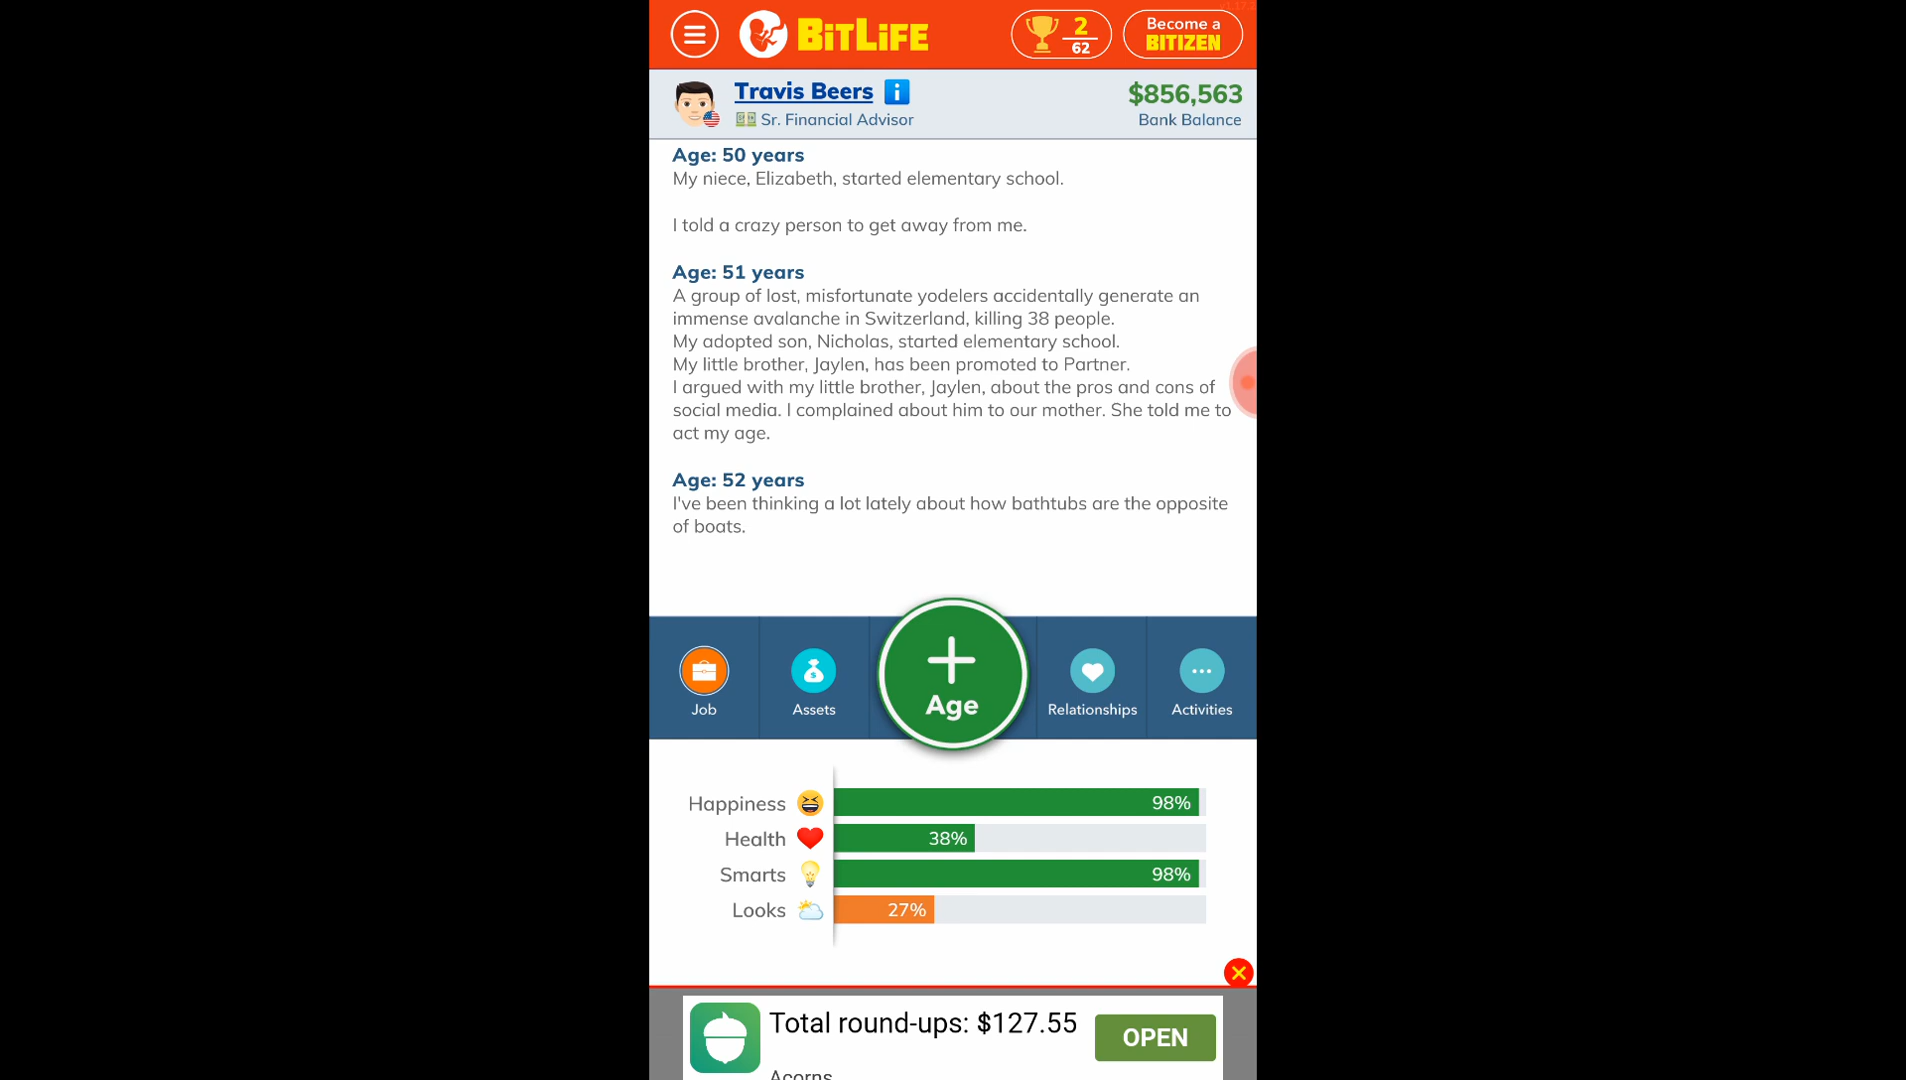 BITLIFE
2
62
Become a
BITIZEN
Travis Beers i
Sr. Financial Advisor
$856,563
Bank Balance
Age: 50 years
My niece, Elizabeth, started elementary school.
I told a crazy person to get away from me.
Age: 51 years
A group of lost, misfortunate yodelers accidentally generate an
immense avalanche in Switzerland, killing 38 people.
My adopted son, Nicholas, started elementary school.
My little brother, Jaylen, has been promoted to Partner.
I argued with my little brother, Jaylen, about the pros and cons of
social media. I complained about him to our mother. She told me to
act my age.
Age: 52 years
I've been thinking a lot lately about how bathtubs are the opposite
of boats.
Job
Assets
+
Age
Relationships
Activities
Happiness 98%
Health 38%
Smarts 98%
Looks 27%
Total round-ups: $127.55
OPEN
Acorns